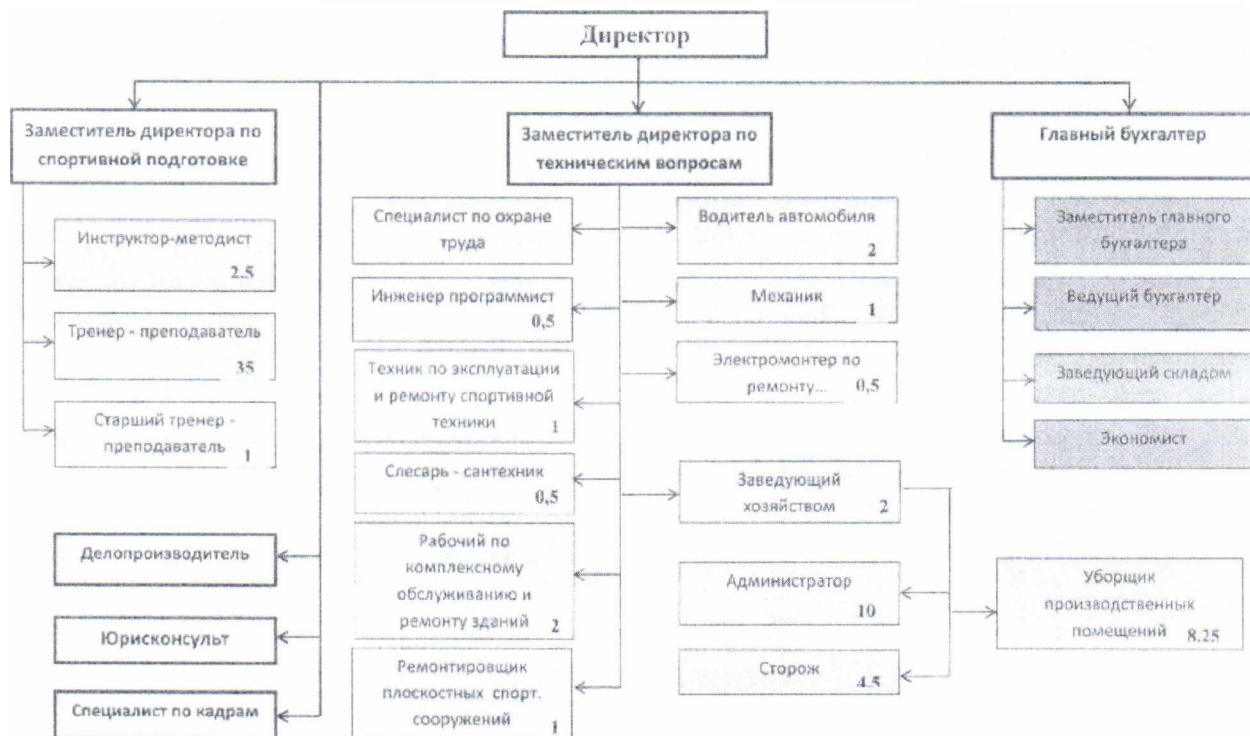 Директор
Заместитель директора по
спортивной подготовке
Инструктор-методист
2.5
Тренер - преподаватель
35
Старший тренер -
преподаватель
1
Делопроизводитель
Юрисконсульт
Специалист по кадрам
Заместитель директора по
техническим вопросам
Специалист по охране
труда
Инженер программист
0,5
Техник по эксплуатации
и ремонту спортивной
техники
1
Слесарь - сантехник
0,5
Рабочий по
комплексному
обслуживанию и
ремонту зданий
2
Ремонтировщик
плоскостных спорт.
сооружений
1
Водитель автомобиля
2
Механик
1
Электромонтер по
ремонту...
0,5
Заведующий
хозяйством
2
Администратор
10
Сторож
4.5
Уборщик
производственных
помещений
8.25
Главный бухгалтер
Заместитель главного
бухгалтера
Ведущий бухгалтер
Заведующий складом
Экономист